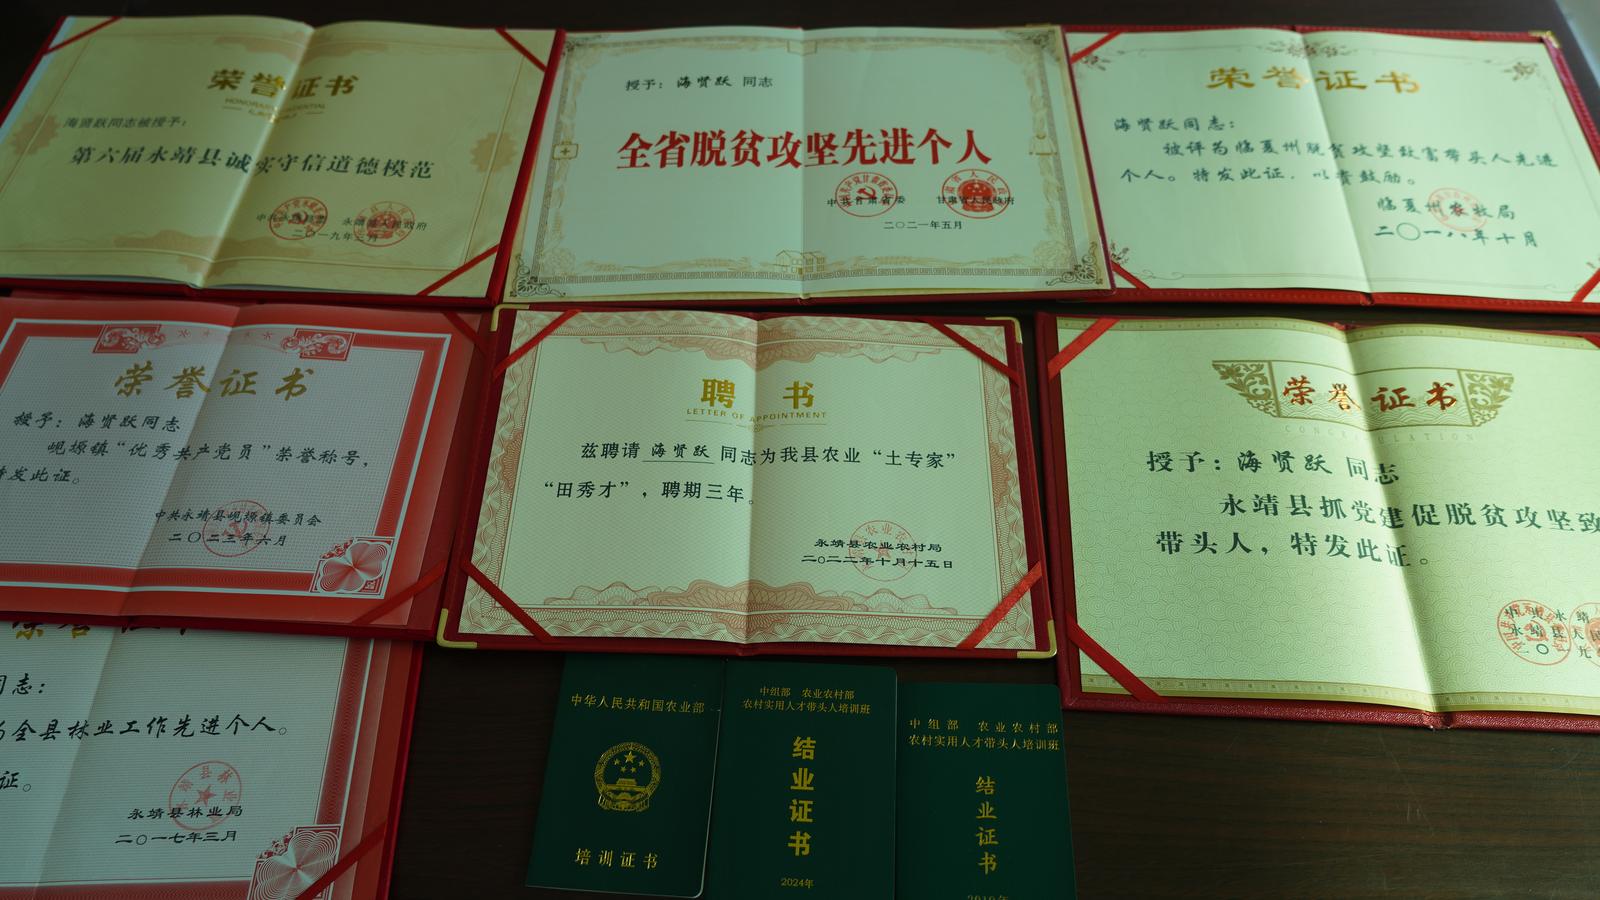 荣誉证书
海贤跃同志被授予：
第六届永靖县诚实守信道德模范
永靖县人民政府
二〇一九年二月
授予：海贤跃 同志
全省脱贫攻坚先进个人
中共甘肃省委 甘肃省人民政府
二〇二一年五月
荣誉证书
海贤跃同志：
被评为临夏州脱贫攻坚致富带头人先进
个人。特发此证，以资鼓励。
临夏州农牧局
二〇一八年十月
荣誉证书
授予：海贤跃同志
岘塬镇“优秀共产党员”荣誉称号，
特发此证。
中共永靖县岘塬镇委员会
二〇二三年六月
聘书
LETTER OF APPOINTMENT
兹聘请 海贤跃 同志为我县农业“土专家”
“田秀才”，聘期三年。
永靖县农业农村局
二〇二二年十月十五日
荣誉证书
授予：海贤跃 同志
永靖县抓党建促脱贫攻坚致
带头人，特发此证。
同志：
全县林业工作先进个人。
证。
永靖县林业局
二〇一七年三月
中华人民共和国农业部
培训证书
中组部 农业农村部
农村实用人才带头人培训班
结业证书
2024年
中组部 农业农村部
农村实用人才带头人培训班
结业证书